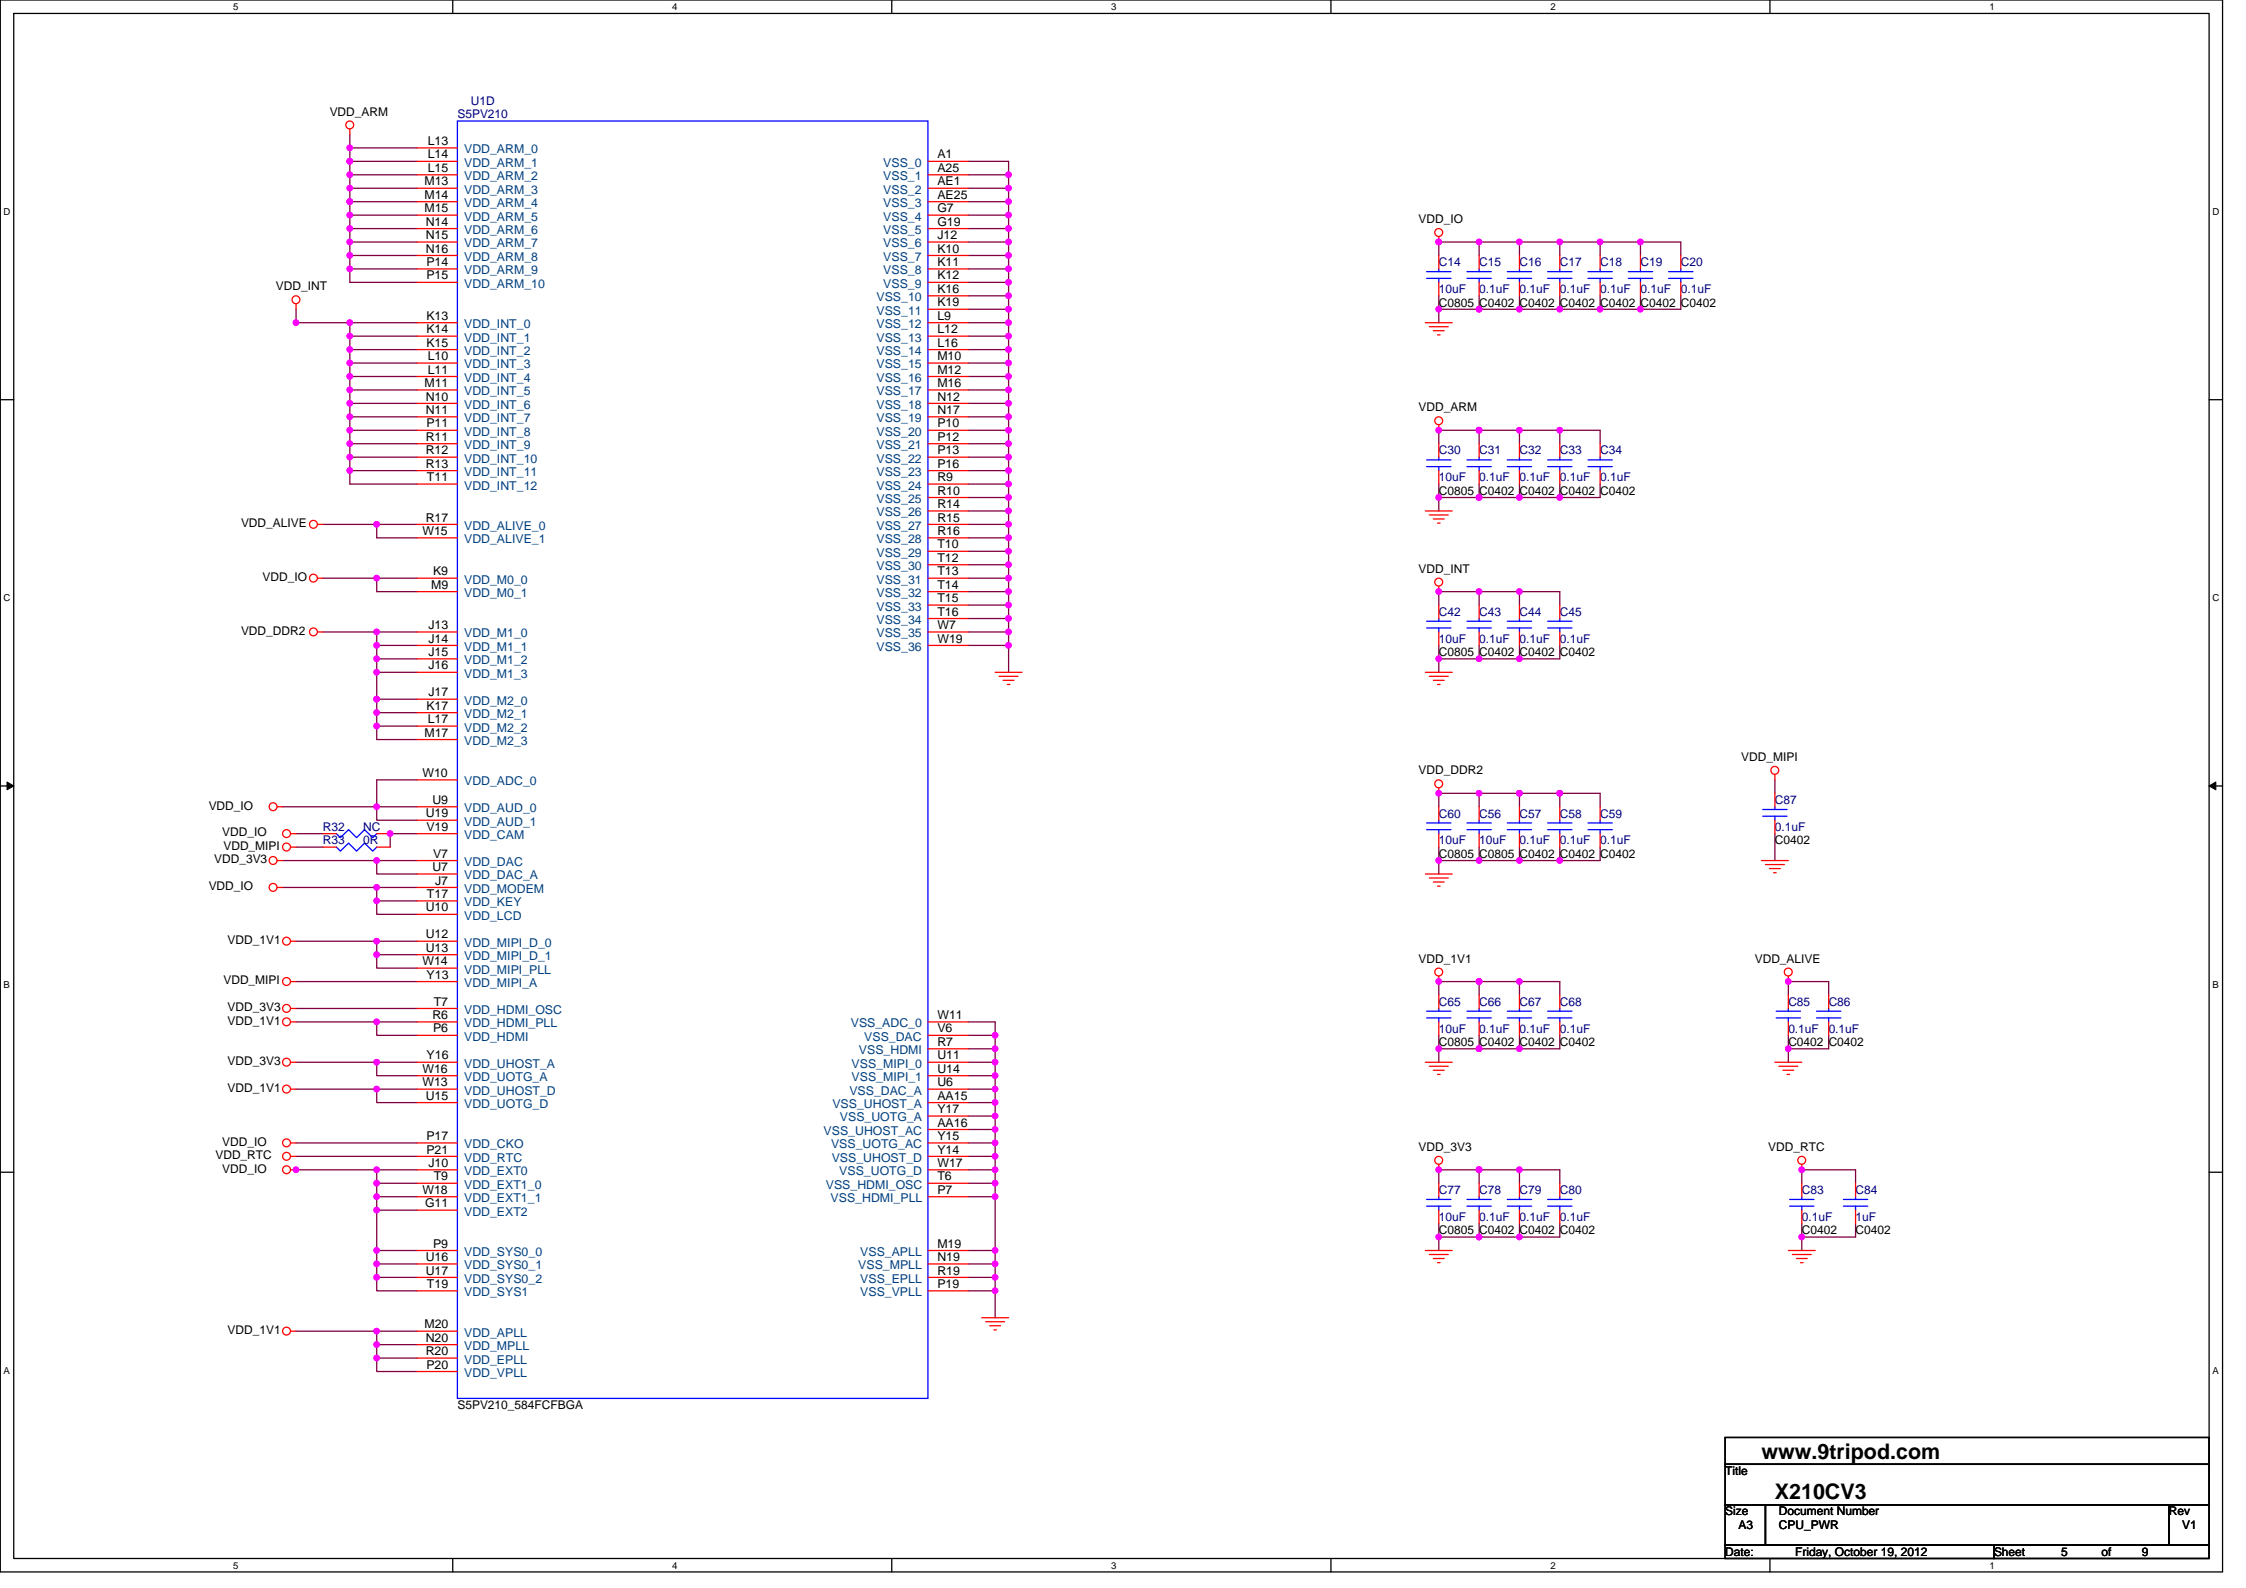 5 4 3 2 1
D
C
B
A
D
C
B
A
U1D
S5PV210
VDD_ARM
L13 VDD_ARM_0
L14 VDD_ARM_1
L15 VDD_ARM_2
M13 VDD_ARM_3
M14 VDD_ARM_4
M15 VDD_ARM_5
N14 VDD_ARM_6
N15 VDD_ARM_7
N16 VDD_ARM_8
P14 VDD_ARM_9
P15 VDD_ARM_10
VDD_INT
K13 VDD_INT_0
K14 VDD_INT_1
K15 VDD_INT_2
L10 VDD_INT_3
L11 VDD_INT_4
M11 VDD_INT_5
N10 VDD_INT_6
N11 VDD_INT_7
P11 VDD_INT_8
R11 VDD_INT_9
R12 VDD_INT_10
R13 VDD_INT_11
T11 VDD_INT_12
VDD_ALIVE R17 VDD_ALIVE_0
W15 VDD_ALIVE_1
VDD_IO K9 VDD_M0_0
M9 VDD_M0_1
VDD_DDR2 J13 VDD_M1_0
J14 VDD_M1_1
J15 VDD_M1_2
J16 VDD_M1_3
J17 VDD_M2_0
K17 VDD_M2_1
L17 VDD_M2_2
M17 VDD_M2_3
W10 VDD_ADC_0
VDD_IO U9 VDD_AUD_0
U19 VDD_AUD_1
VDD_IO R32 NC V19 VDD_CAM
VDD_MIPI R33 0R
VDD_3V3 V7 VDD_DAC
U7 VDD_DAC_A
VDD_IO J7 VDD_MODEM
T17 VDD_KEY
U10 VDD_LCD
VDD_1V1 U12 VDD_MIPI_D_0
U13 VDD_MIPI_D_1
W14 VDD_MIPI_PLL
VDD_MIPI Y13 VDD_MIPI_A
VDD_3V3 T7 VDD_HDMI_OSC
VDD_1V1 R6 VDD_HDMI_PLL
P6 VDD_HDMI
VDD_3V3 Y16 VDD_UHOST_A
W16 VDD_UOTG_A
VDD_1V1 W13 VDD_UHOST_D
U15 VDD_UOTG_D
VDD_IO P17 VDD_CKO
VDD_RTC P21 VDD_RTC
VDD_IO J10 VDD_EXT0
T9 VDD_EXT1_0
W18 VDD_EXT1_1
G11 VDD_EXT2
P9 VDD_SYS0_0
U16 VDD_SYS0_1
U17 VDD_SYS0_2
T19 VDD_SYS1
VDD_1V1 M20 VDD_APLL
N20 VDD_MPLL
R20 VDD_EPLL
P20 VDD_VPLL
S5PV210_584FCFBGA
VSS_0 A1
VSS_1 A25
VSS_2 AE1
VSS_3 AE25
VSS_4 G7
VSS_5 G19
VSS_6 J12
VSS_7 K10
VSS_8 K11
VSS_9 K12
VSS_10 K16
VSS_11 K19
VSS_12 L9
VSS_13 L12
VSS_14 L16
VSS_15 M10
VSS_16 M12
VSS_17 M16
VSS_18 N12
VSS_19 N17
VSS_20 P10
VSS_21 P12
VSS_22 P13
VSS_23 P16
VSS_24 R9
VSS_25 R10
VSS_26 R14
VSS_27 R15
VSS_28 R16
VSS_29 T10
VSS_30 T12
VSS_31 T13
VSS_32 T14
VSS_33 T15
VSS_34 T16
VSS_35 W7
VSS_36 W19
VSS_ADC_0 W11
VSS_DAC V6
VSS_HDMI R7
VSS_MIPI_0 U11
VSS_MIPI_1 U14
VSS_DAC_A U6
VSS_UHOST_A AA15
VSS_UOTG_A Y17
VSS_UHOST_AC AA16
VSS_UOTG_AC Y15
VSS_UHOST_D Y14
VSS_UOTG_D W17
VSS_HDMI_OSC T6
VSS_HDMI_PLL P7
VSS_APLL M19
VSS_MPLL N19
VSS_EPLL R19
VSS_VPLL P19
VDD_IO
C14 C15 C16 C17 C18 C19 C20
10uF 0.1uF 0.1uF 0.1uF 0.1uF 0.1uF 0.1uF
C0805 C0402 C0402 C0402 C0402 C0402 C0402
VDD_ARM
C30 C31 C32 C33 C34
10uF 0.1uF 0.1uF 0.1uF 0.1uF
C0805 C0402 C0402 C0402 C0402
VDD_INT
C42 C43 C44 C45
10uF 0.1uF 0.1uF 0.1uF
C0805 C0402 C0402 C0402
VDD_DDR2
C60 C56 C57 C58 C59
10uF 10uF 0.1uF 0.1uF 0.1uF
C0805 C0805 C0402 C0402 C0402
VDD_MIPI
C87
0.1uF
C0402
VDD_1V1
C65 C66 C67 C68
10uF 0.1uF 0.1uF 0.1uF
C0805 C0402 C0402 C0402
VDD_ALIVE
C85 C86
0.1uF 0.1uF
C0402 C0402
VDD_3V3
C77 C78 C79 C80
10uF 0.1uF 0.1uF 0.1uF
C0805 C0402 C0402 C0402
VDD_RTC
C83 C84
0.1uF 1uF
C0402 C0402
www.9tripod.com
Title
X210CV3
Size Document Number Rev
A3 CPU_PWR V1
Date: Friday, October 19, 2012 Sheet 5 of 9
5 4 3 2 1